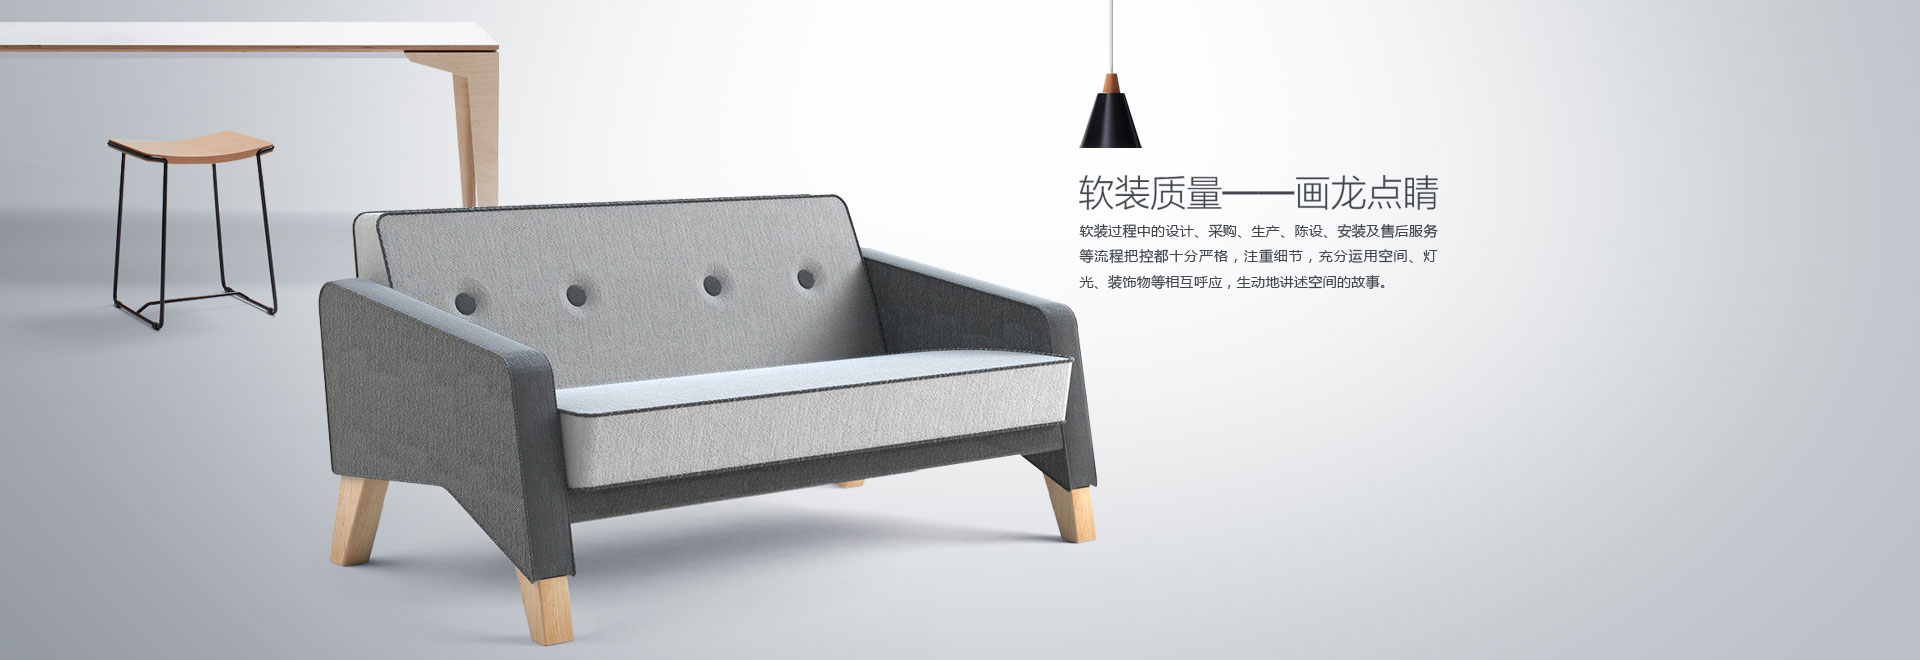 软装质量——画龙点睛
软装过程中的设计、采购、生产、陈设、安装及售后服务
等流程把控都十分严格，注重细节，充分运用空间、灯
光、装饰物等相互呼应，生动地讲述空间的故事。